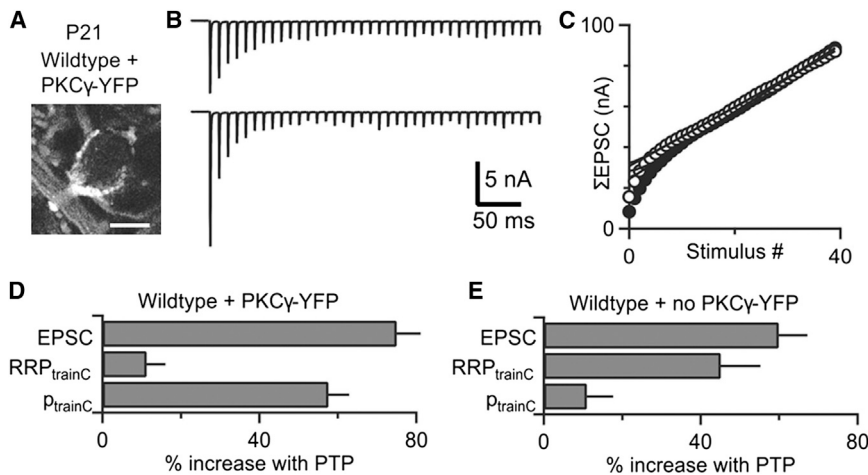 A
P21
Wildtype +
PKCγ-YFP
B
5 nA
50 ms
C
100
ΣEPSC (nA)
0
0
Stimulus #
40
D
Wildtype + PKCγ-YFP
EPSC
RRPtrainC
ptrainC
0
40
80
% increase with PTP
E
Wildtype + no PKCγ-YFP
EPSC
RRPtrainC
ptrainC
0
40
80
% increase with PTP